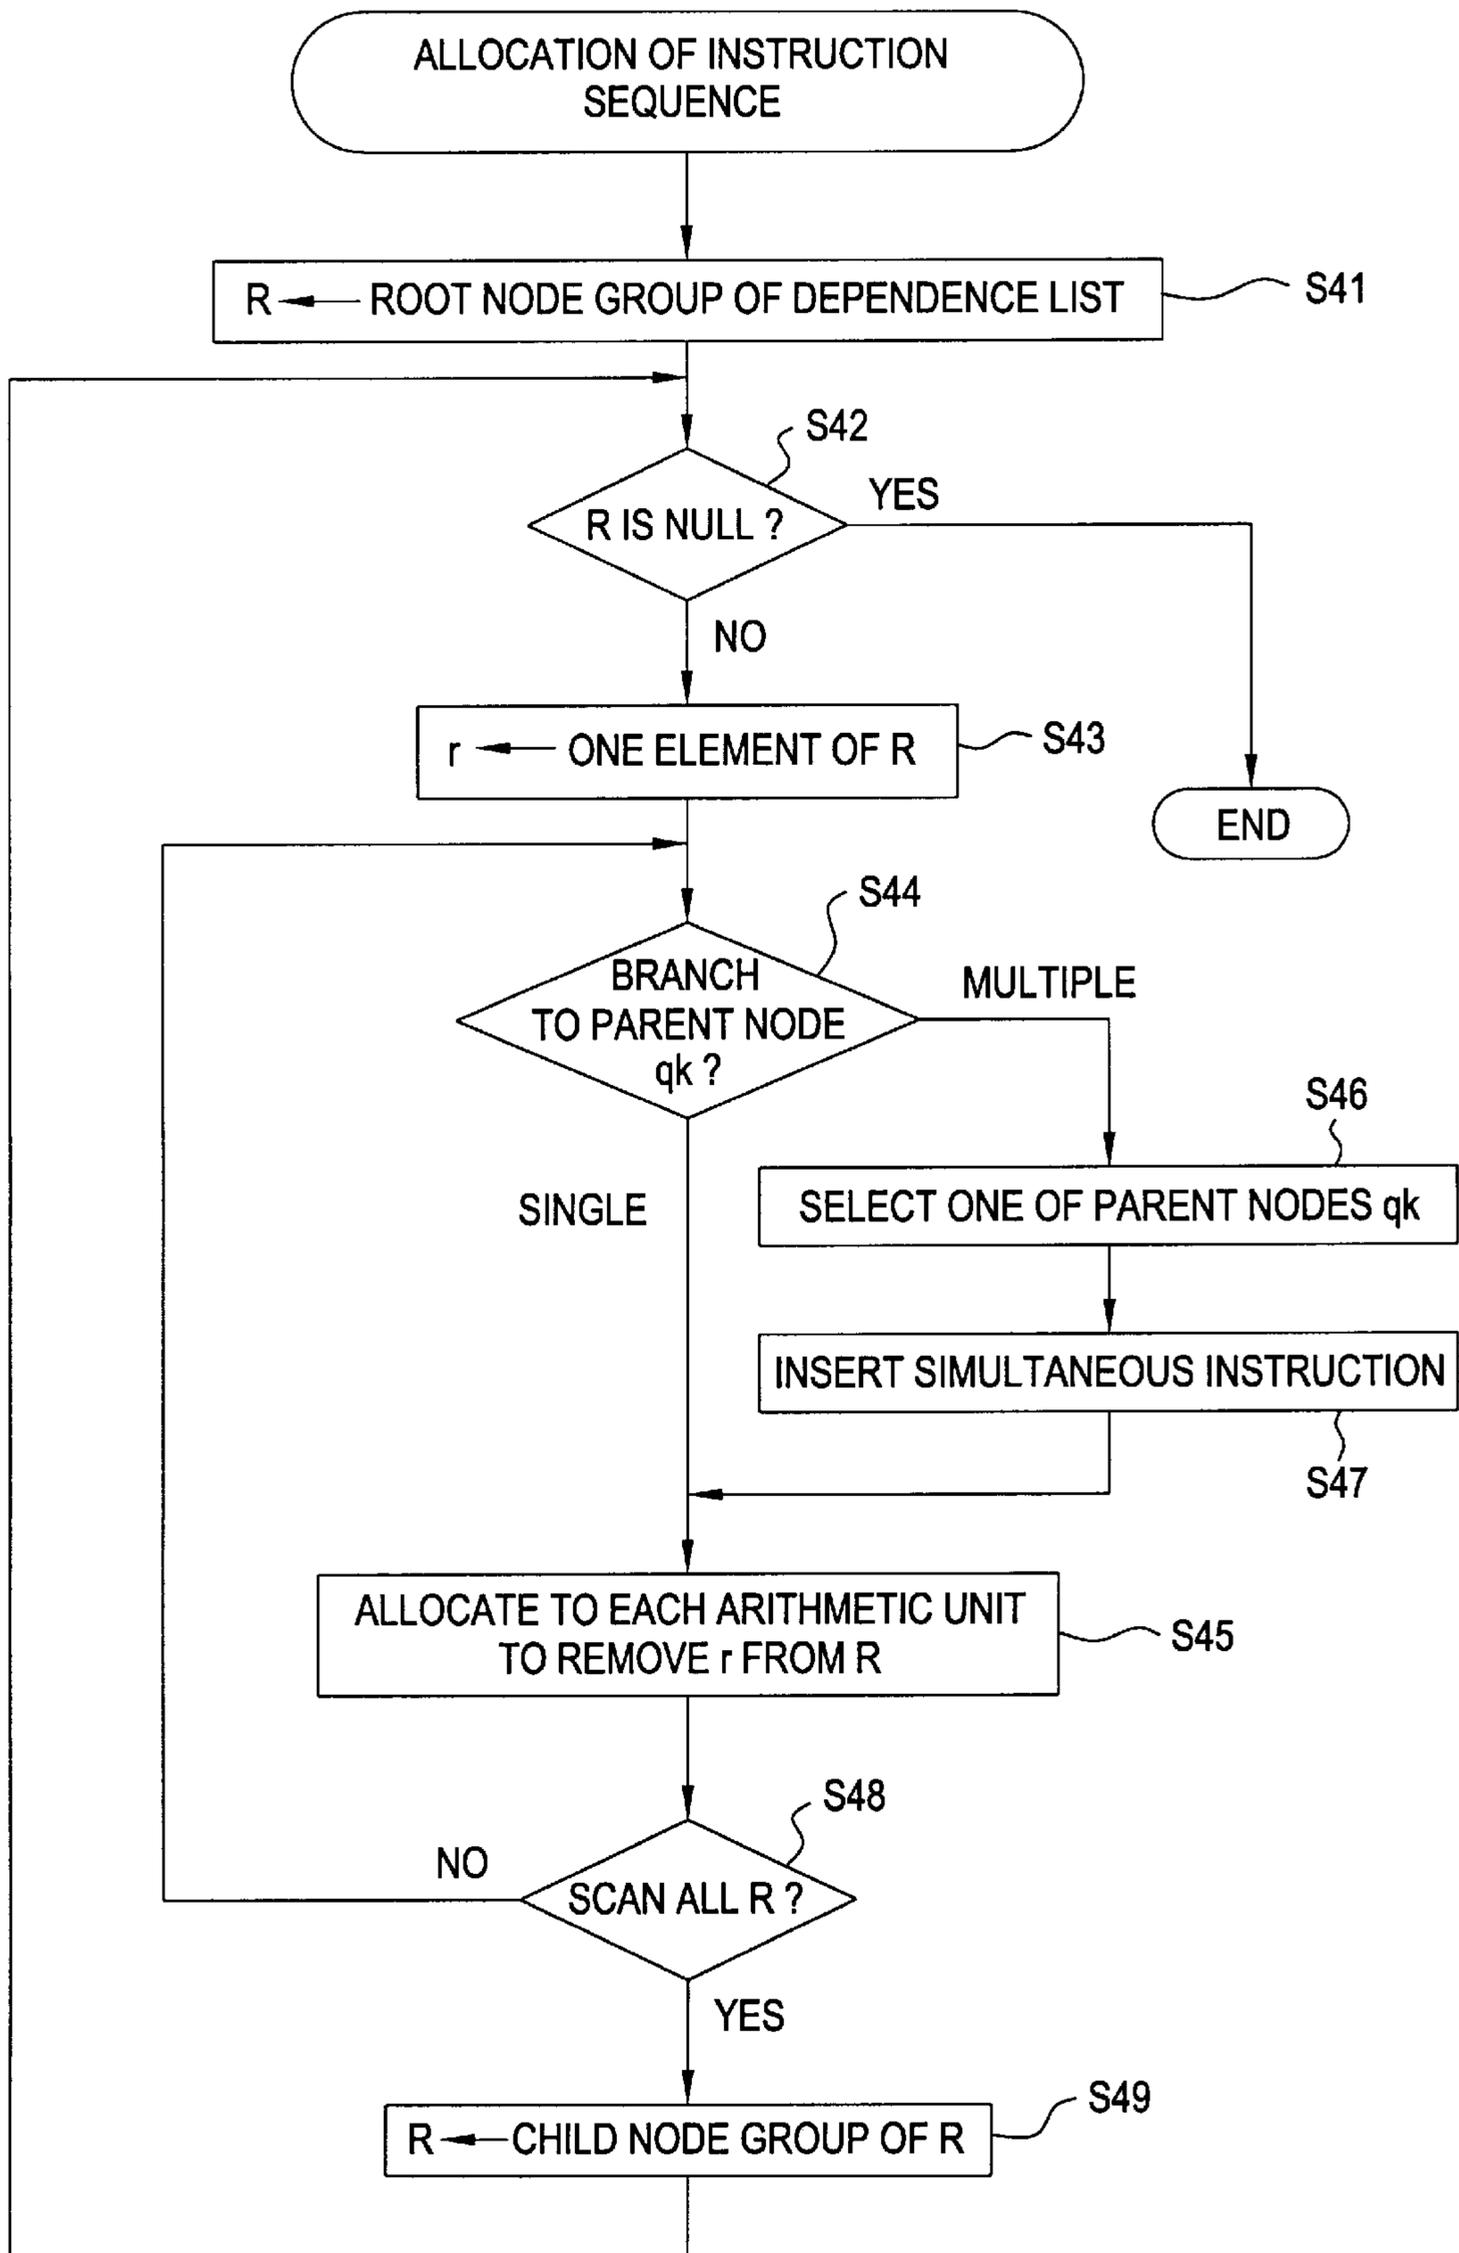 ALLOCATION OF INSTRUCTION
SEQUENCE
R ← ROOT NODE GROUP OF DEPENDENCE LIST
S41
S42
R IS NULL ?
YES
NO
r ← ONE ELEMENT OF R
S43
END
S44
BRANCH
TO PARENT NODE
qk ?
MULTIPLE
S46
SELECT ONE OF PARENT NODES qk
SINGLE
INSERT SIMULTANEOUS INSTRUCTION
S47
ALLOCATE TO EACH ARITHMETIC UNIT
TO REMOVE r FROM R
S45
S48
NO
SCAN ALL R ?
YES
S49
R ← CHILD NODE GROUP OF R